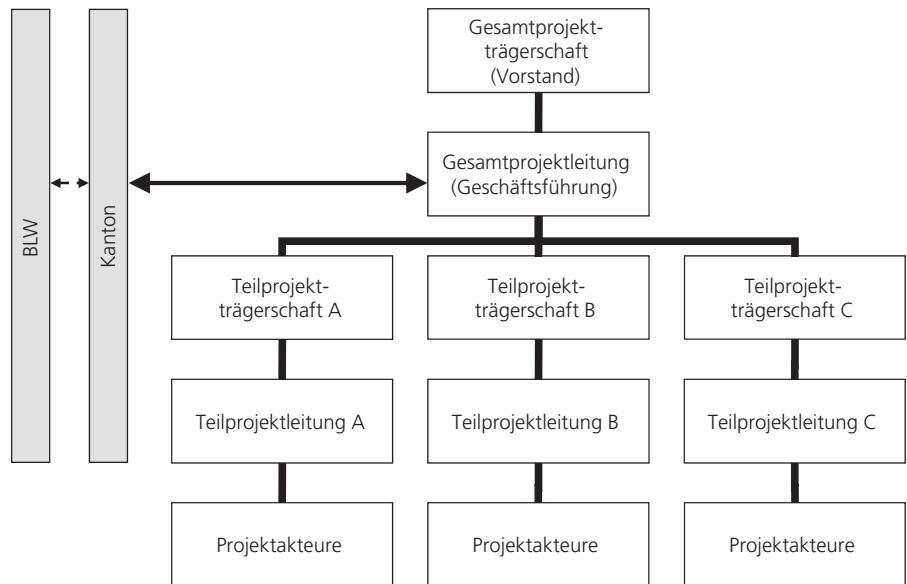 Gesamtprojekt-
trägerschaft
(Vorstand)
Gesamtprojektleitung
(Geschäftsführung)
BLW
Kanton
Teilprojekt-
trägerschaft A
Teilprojekt-
trägerschaft B
Teilprojekt-
trägerschaft C
Teilprojektleitung A
Teilprojektleitung B
Teilprojektleitung C
Projektakteure
Projektakteure
Projektakteure